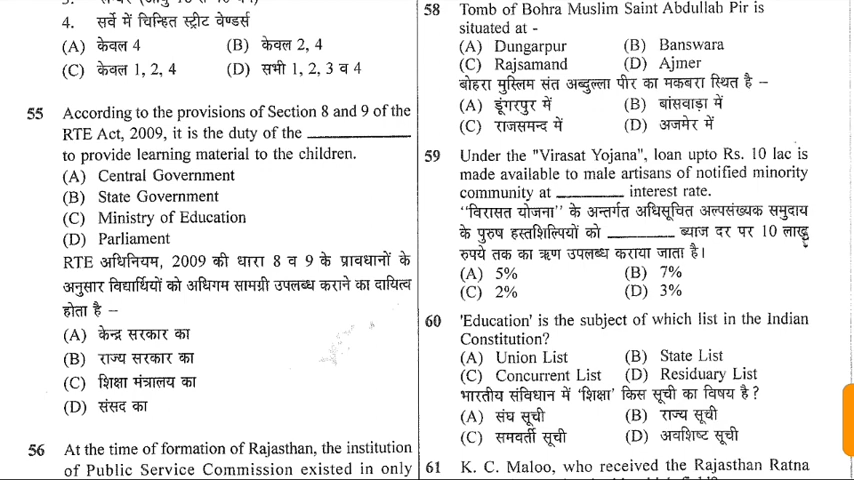 4. सर्वे में चिन्हित स्ट्रीट वेण्डर्स
(A) केवल 4 (B) केवल 2, 4
(C) केवल 1, 2, 4 (D) सभी 1, 2, 3 व 4
55 According to the provisions of Section 8 and 9 of the
RTE Act, 2009, it is the duty of the ____________
to provide learning material to the children.
(A) Central Government
(B) State Government
(C) Ministry of Education
(D) Parliament
RTE अधिनियम, 2009 की धारा 8 व 9 के प्रावधानों के
अनुसार विद्यार्थियों को अधिगम सामग्री उपलब्ध कराने का दायित्व
होता है –
(A) केन्द्र सरकार का
(B) राज्य सरकार का
(C) शिक्षा मंत्रालय का
(D) संसद का
56 At the time of formation of Rajasthan, the institution
of Public Service Commission existed in only
58 Tomb of Bohra Muslim Saint Abdullah Pir is
situated at -
(A) Dungarpur (B) Banswara
(C) Rajsamand (D) Ajmer
बोहरा मुस्लिम संत अब्दुल्ला पीर का मकबरा स्थित है –
(A) डूंगरपुर में (B) बांसवाड़ा में
(C) राजसमन्द में (D) अजमेर में
59 Under the "Virasat Yojana", loan upto Rs. 10 lac is
made available to male artisans of notified minority
community at ________ interest rate.
‘‘विरासत योजना’’ के अन्तर्गत अधिसूचित अल्पसंख्यक समुदाय
के पुरुष हस्तशिल्पियों को ________ ब्याज दर पर 10 लाख
रुपये तक का ऋण उपलब्ध कराया जाता है।
(A) 5% (B) 7%
(C) 2% (D) 3%
60 'Education' is the subject of which list in the Indian
Constitution?
(A) Union List (B) State List
(C) Concurrent List (D) Residuary List
भारतीय संविधान में ‘शिक्षा’ किस सूची का विषय है ?
(A) संघ सूची (B) राज्य सूची
(C) समवर्ती सूची (D) अवशिष्ट सूची
61 K. C. Maloo, who received the Rajasthan Ratna